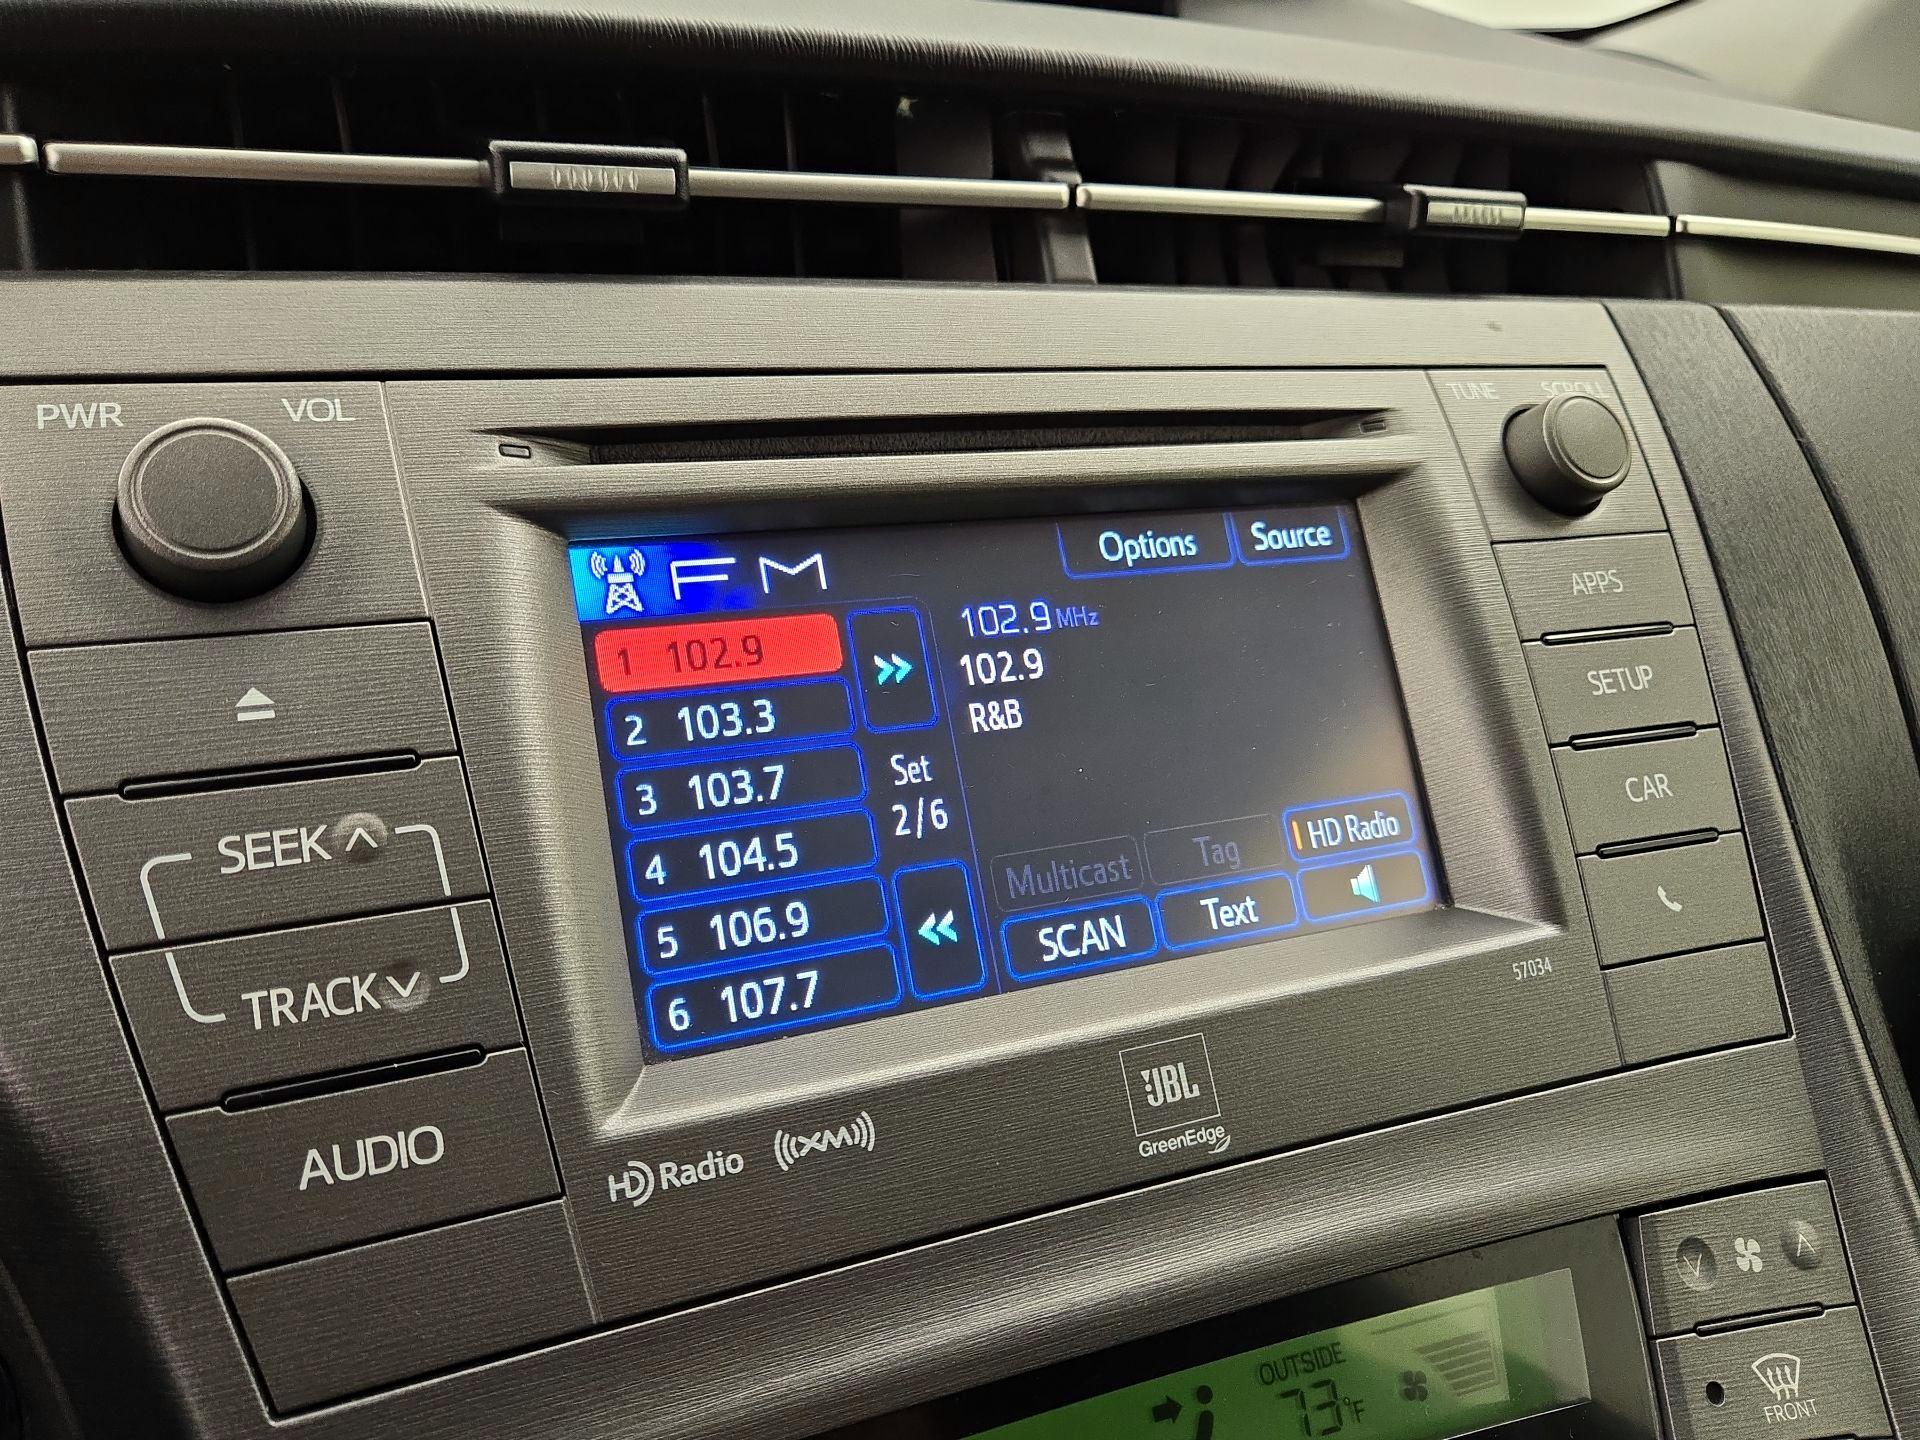 PWR VOL
TUNE SCROLL
FM
Options Source
1 102.9
2 103.3
3 103.7
4 104.5
5 106.9
6 107.7
Set
2/6
102.9 MHz
102.9
R&B
Multicast Tag HD Radio
SCAN Text
APPS
SETUP
CAR
SEEK
TRACK
AUDIO
57034
HD Radio XM
JBL
GreenEdge
OUTSIDE
73°F
FRONT